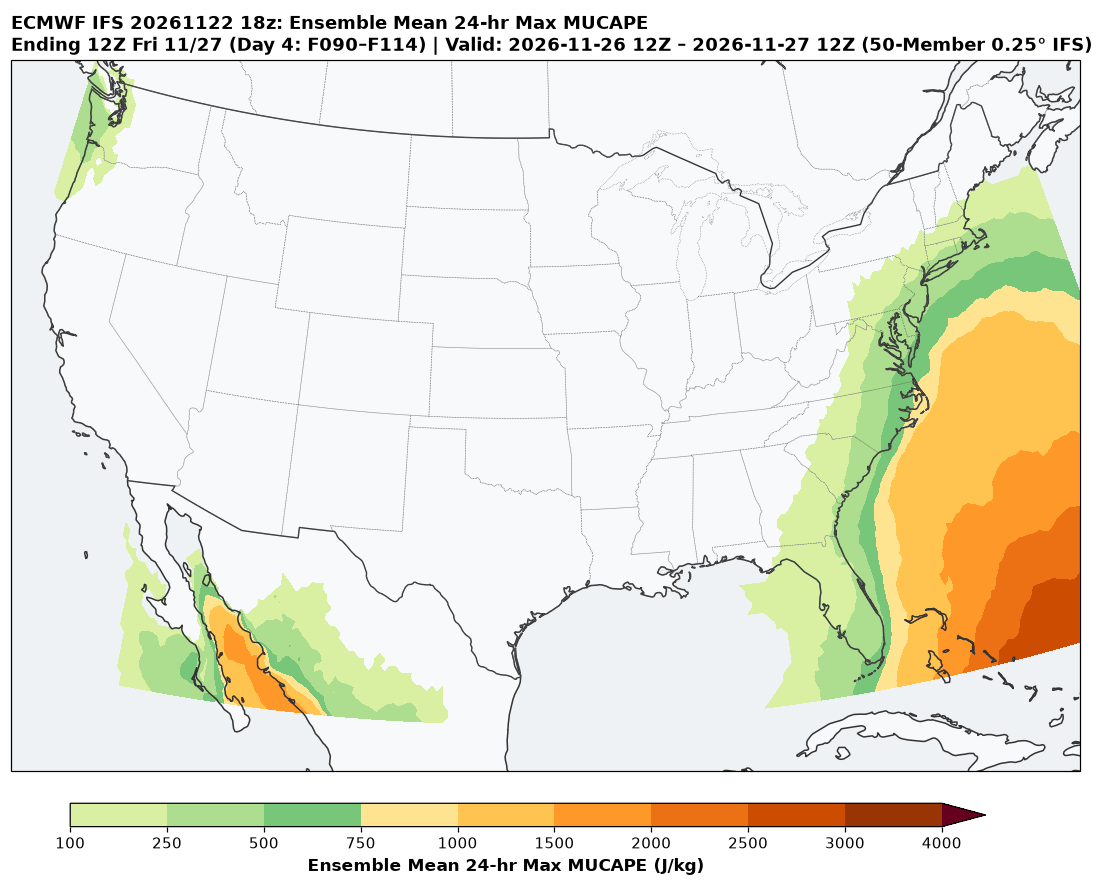 ECMWF IFS 20261122 18z: Ensemble Mean 24-hr Max MUCAPE
Ending 12Z Fri 11/27 (Day 4: F090–F114) | Valid: 2026-11-26 12Z – 2026-11-27 12Z (50-Member 0.25° IFS)
100 250 500 750 1000 1500 2000 2500 3000 4000
Ensemble Mean 24-hr Max MUCAPE (J/kg)